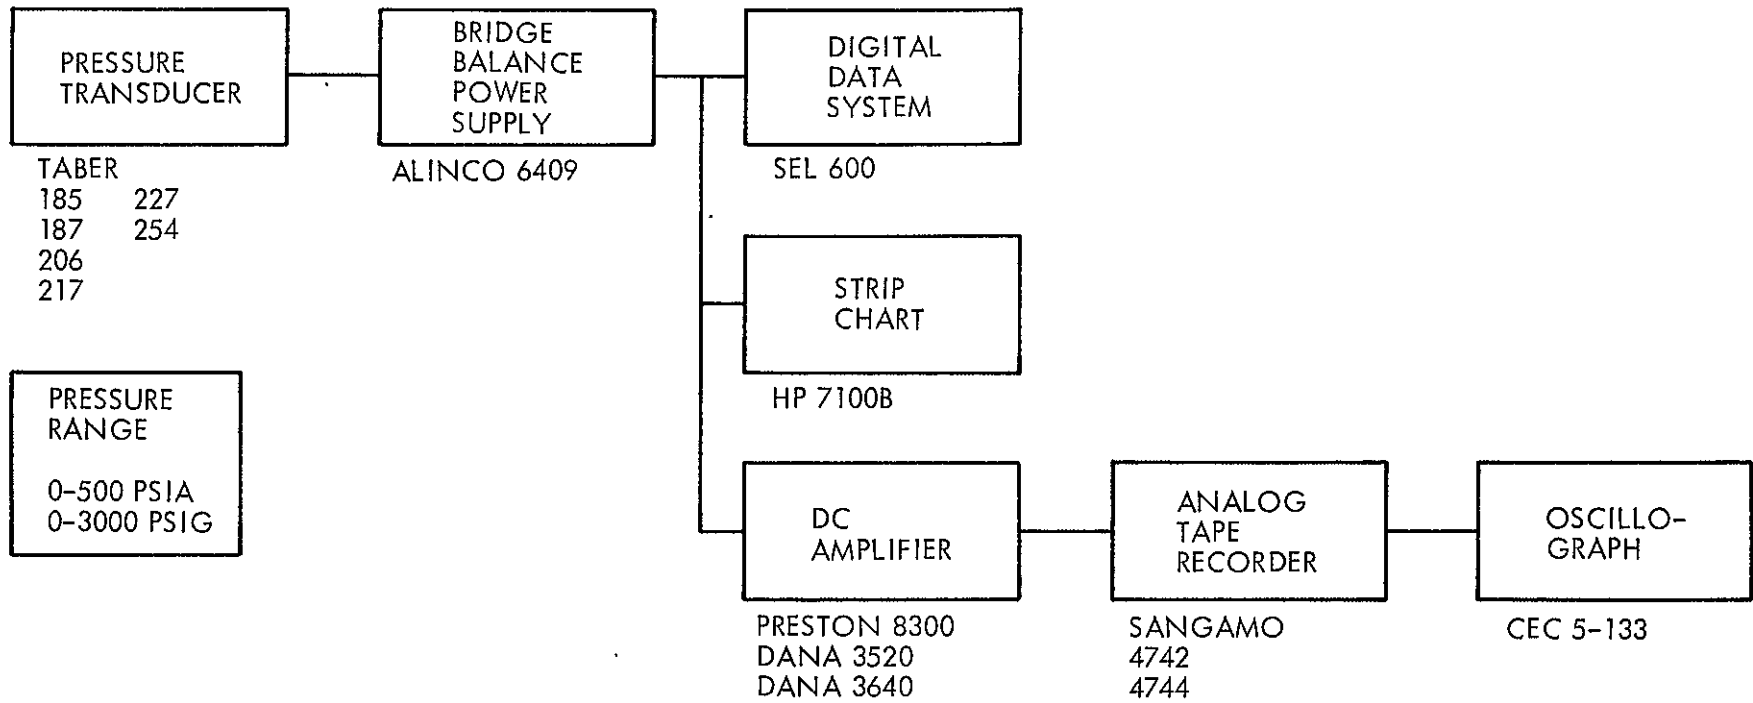 PRESSURE
TRANSDUCER
TABER
185 227
187 254
206
217
BRIDGE
BALANCE
POWER
SUPPLY
ALINCO 6409
DIGITAL
DATA
SYSTEM
SEL 600
STRIP
CHART
HP 7100B
PRESSURE
RANGE
0-500 PSIA
0-3000 PSIG
DC
AMPLIFIER
PRESTON 8300
DANA 3520
DANA 3640
ANALOG
TAPE
RECORDER
SANGAMO
4742
4744
OSCILLO-
GRAPH
CEC 5-133